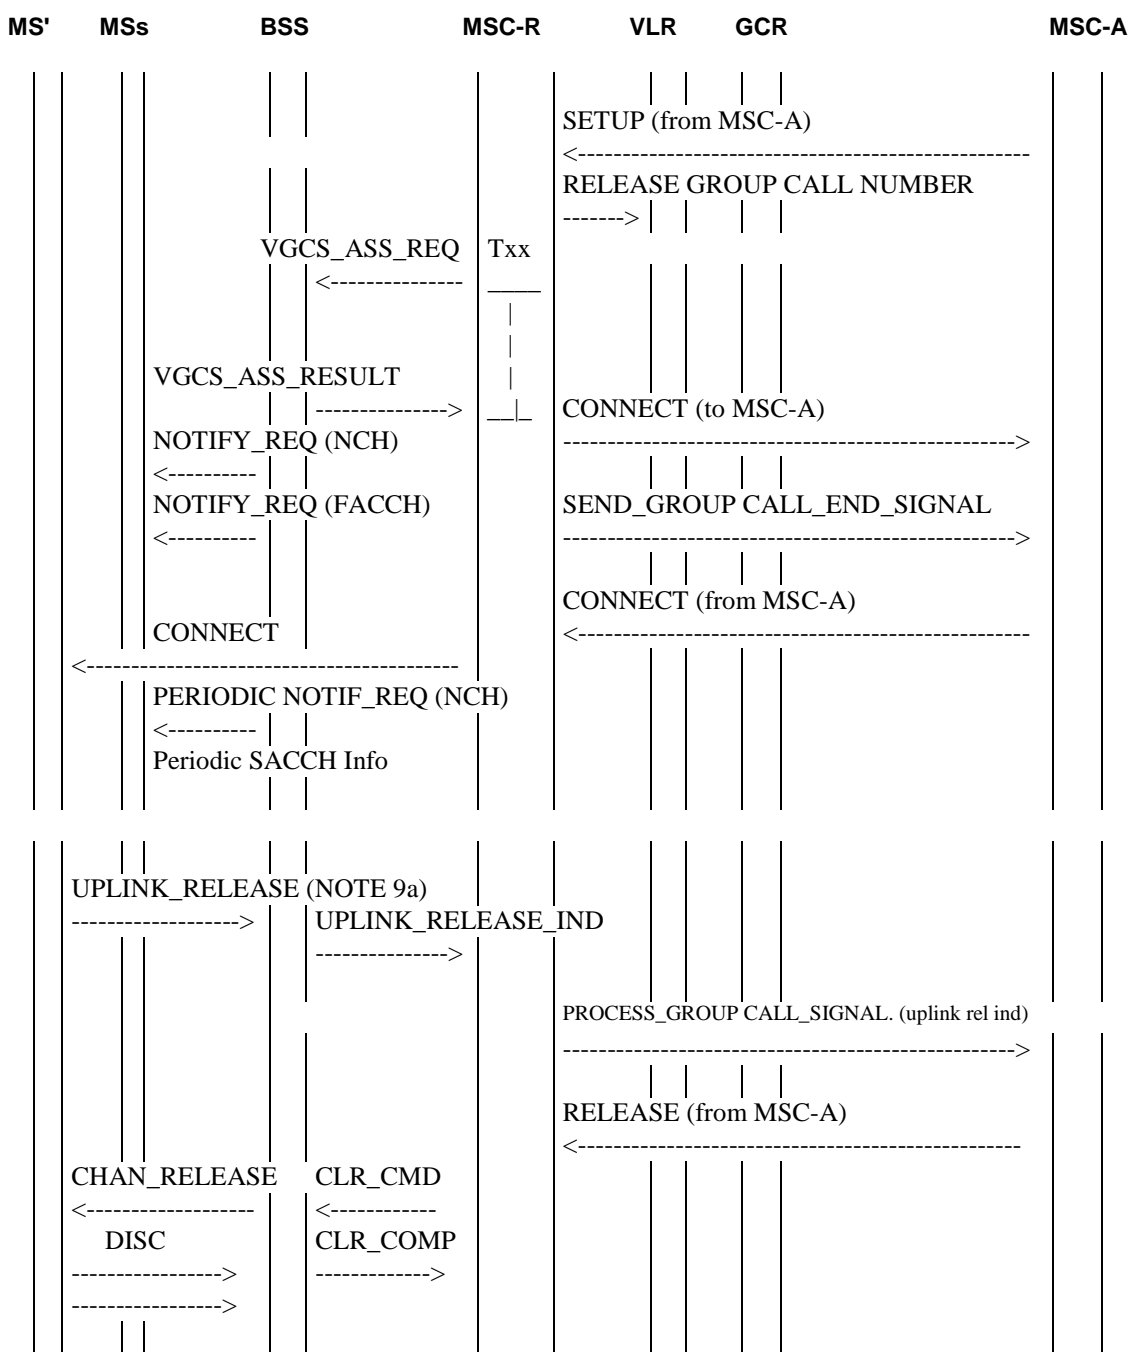 MS' MSs BSS MSC-R VLR GCR MSC-A
SETUP (from MSC-A)
<---------------------------------------------------
RELEASE GROUP CALL NUMBER
------->
VGCS_ASS_REQ Txx
<---------------
VGCS_ASS_RESULT
---------------> CONNECT (to MSC-A)
NOTIFY_REQ (NCH) --------------------------------------------------->
<----------
NOTIFY_REQ (FACCH) SEND_GROUP CALL_END_SIGNAL
<---------- --------------------------------------------------->
CONNECT (from MSC-A)
CONNECT <---------------------------------------------------
<------------------------------------------
PERIODIC NOTIF_REQ (NCH)
<----------
Periodic SACCH Info
UPLINK_RELEASE (NOTE 9a)
-------------------> UPLINK_RELEASE_IND
--------------->
PROCESS_GROUP CALL_SIGNAL. (uplink rel ind)
--------------------------------------------------->
RELEASE (from MSC-A)
<--------------------------------------------------
CHAN_RELEASE CLR_CMD
<------------------- <------------
DISC CLR_COMP
-----------------> ------------->
----------------->